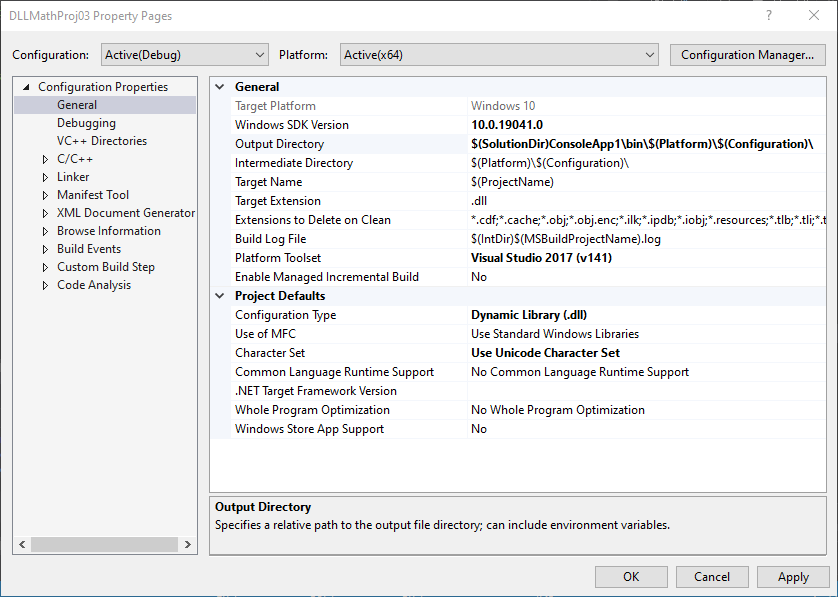 DLLMathProj03 Property Pages
Configuration: Active(Debug) Platform: Active(x64) Configuration Manager...
Configuration Properties
General
Debugging
VC++ Directories
C/C++
Linker
Manifest Tool
XML Document Generator
Browse Information
Build Events
Custom Build Step
Code Analysis
General
Target Platform Windows 10
Windows SDK Version 10.0.19041.0
Output Directory $(SolutionDir)ConsoleApp1\bin\$(Platform)\$(Configuration)\
Intermediate Directory $(Platform)\$(Configuration)\
Target Name $(ProjectName)
Target Extension .dll
Extensions to Delete on Clean *.cdf;*.cache;*.obj;*.obj.enc;*.ilk;*.ipdb;*.iobj;*.resources;*.tlb;*.tli;*.t
Build Log File $(IntDir)$(MSBuildProjectName).log
Platform Toolset Visual Studio 2017 (v141)
Enable Managed Incremental Build No
Project Defaults
Configuration Type Dynamic Library (.dll)
Use of MFC Use Standard Windows Libraries
Character Set Use Unicode Character Set
Common Language Runtime Support No Common Language Runtime Support
.NET Target Framework Version
Whole Program Optimization No Whole Program Optimization
Windows Store App Support No
Output Directory
Specifies a relative path to the output file directory; can include environment variables.
OK Cancel Apply